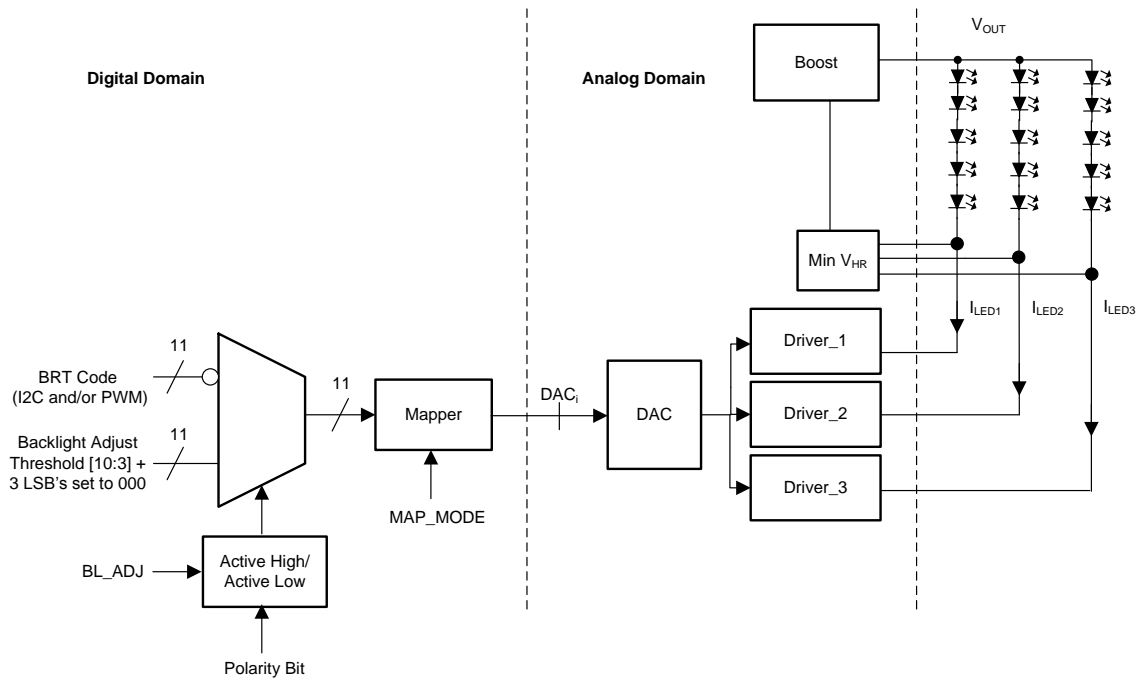 Digital Domain
Analog Domain
Boost
VOUT
Min VHR
ILED1
ILED2
ILED3
11
BRT Code
(I2C and/or PWM)
11
Backlight Adjust
Threshold [10:3] +
3 LSB's set to 000
11
Mapper
MAP_MODE
DACi
DAC
Driver_1
Driver_2
Driver_3
BL_ADJ
Active High/
Active Low
Polarity Bit